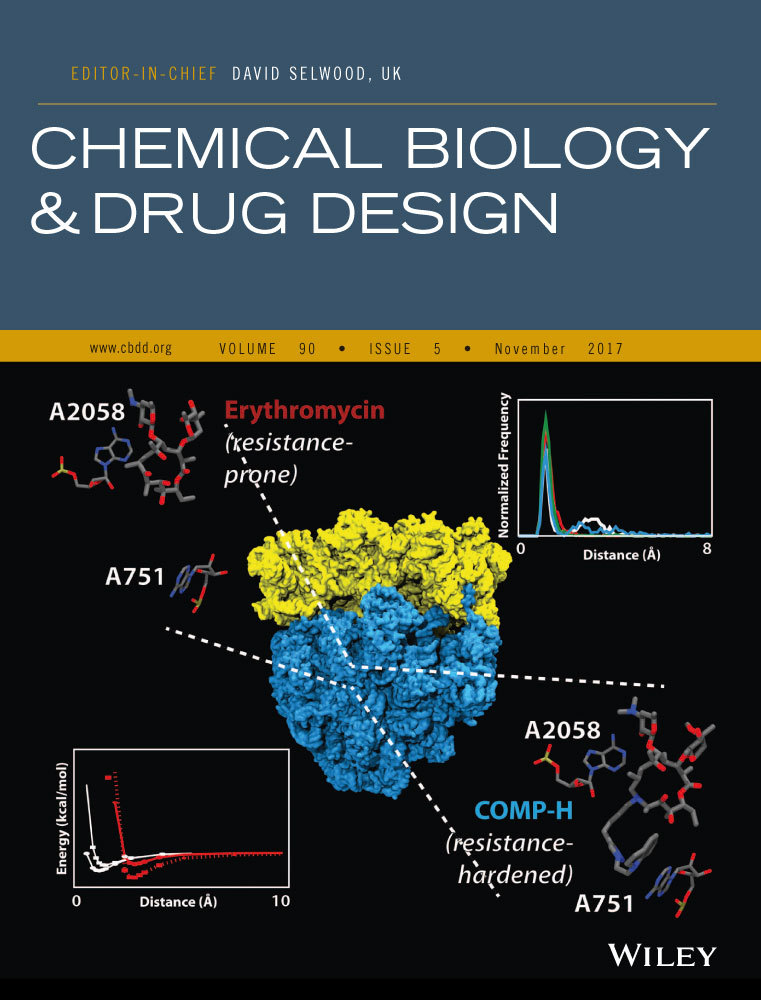 EDITOR-IN-CHIEF DAVID SELWOOD, UK
CHEMICAL BIOLOGY
& DRUG DESIGN
www.cbdd.org VOLUME 90 • ISSUE 5 • November 2017
A2058
Erythromycin
(resistance-
prone)
Normalized Frequency
0
8
Distance (Å)
A751
A2058
COMP-H
(resistance-
hardened)
A751
Energy (kcal/mol)
0
Distance (Å)
10
WILEY